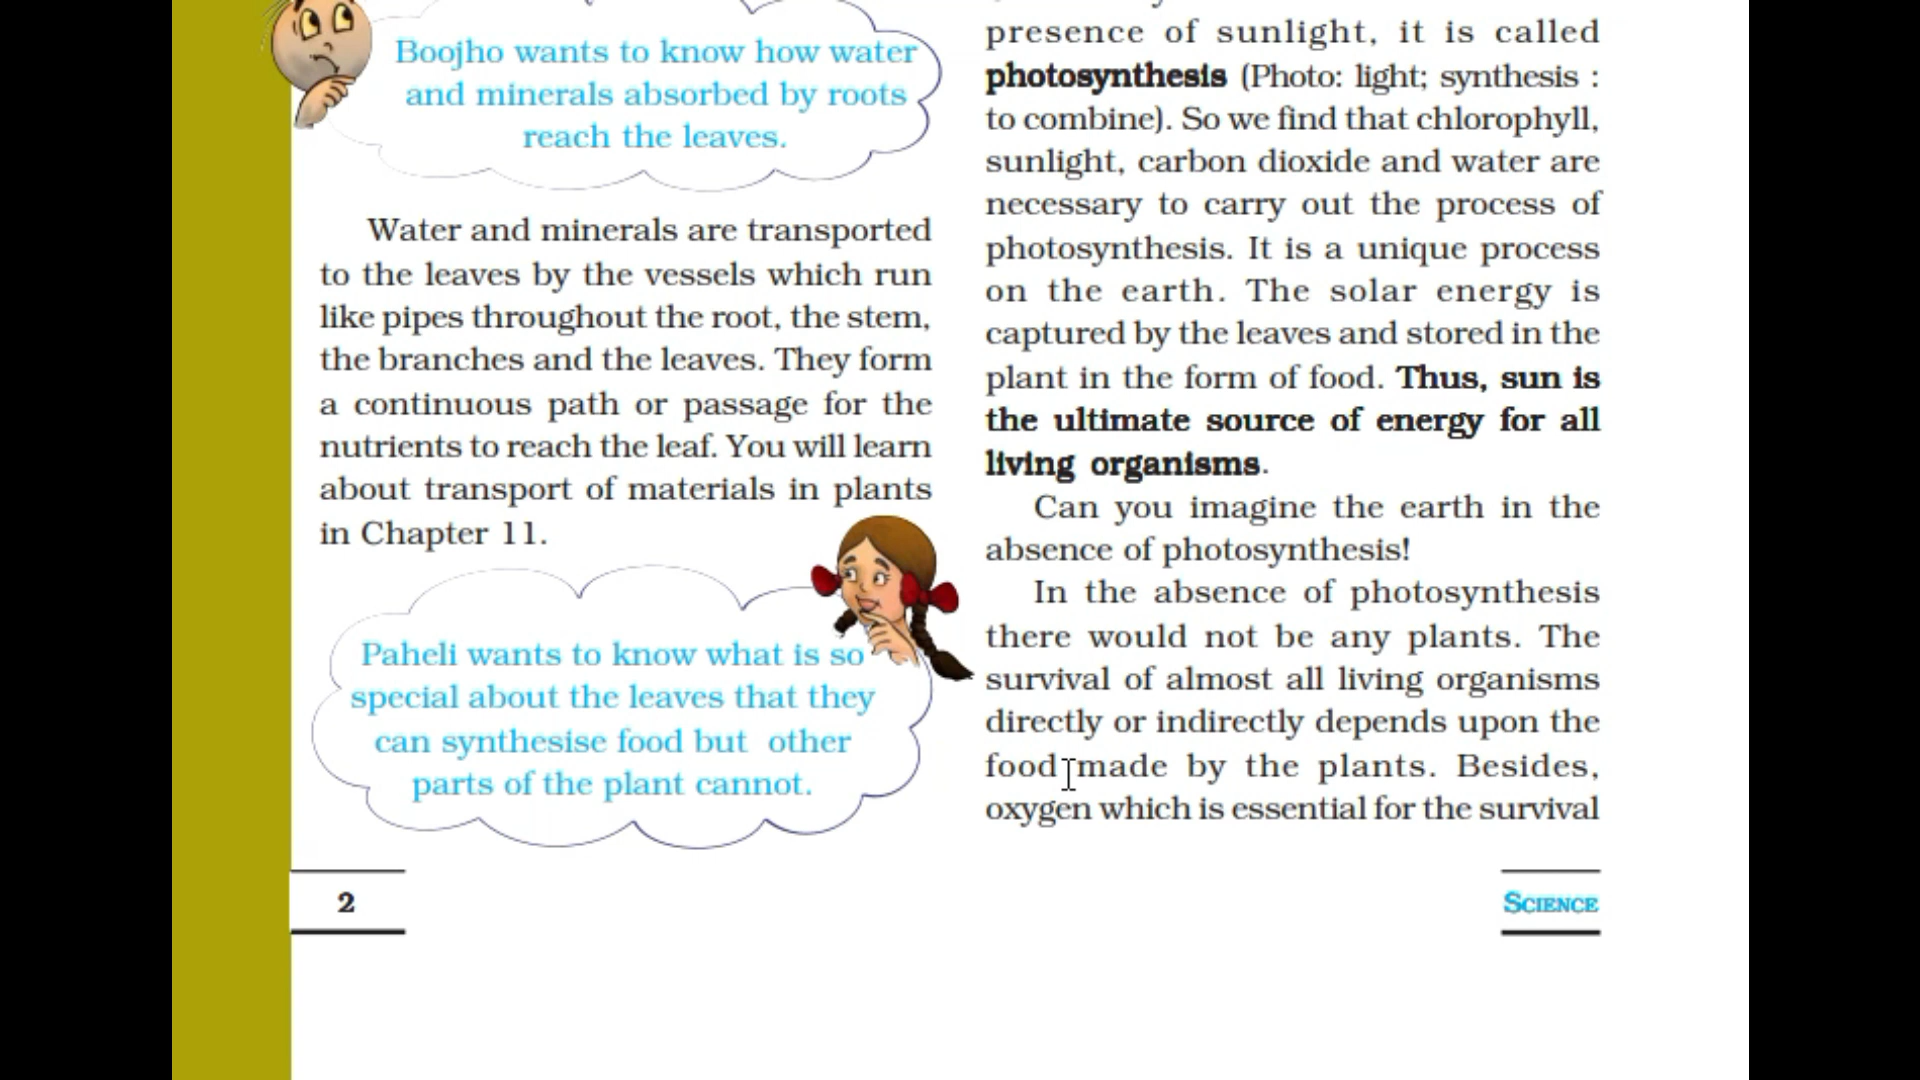 Boojho wants to know how water
and minerals absorbed by roots
reach the leaves.
Water and minerals are transported
to the leaves by the vessels which run
like pipes throughout the root, the stem,
the branches and the leaves. They form
a continuous path or passage for the
nutrients to reach the leaf. You will learn
about transport of materials in plants
in Chapter 11.
Paheli wants to know what is so
special about the leaves that they
can synthesise food but other
parts of the plant cannot.
presence of sunlight, it is called
photosynthesis (Photo: light; synthesis :
to combine). So we find that chlorophyll,
sunlight, carbon dioxide and water are
necessary to carry out the process of
photosynthesis. It is a unique process
on the earth. The solar energy is
captured by the leaves and stored in the
plant in the form of food. Thus, sun is
the ultimate source of energy for all
living organisms.
Can you imagine the earth in the
absence of photosynthesis!
In the absence of photosynthesis
there would not be any plants. The
survival of almost all living organisms
directly or indirectly depends upon the
food made by the plants. Besides,
oxygen which is essential for the survival
2
SCIENCE